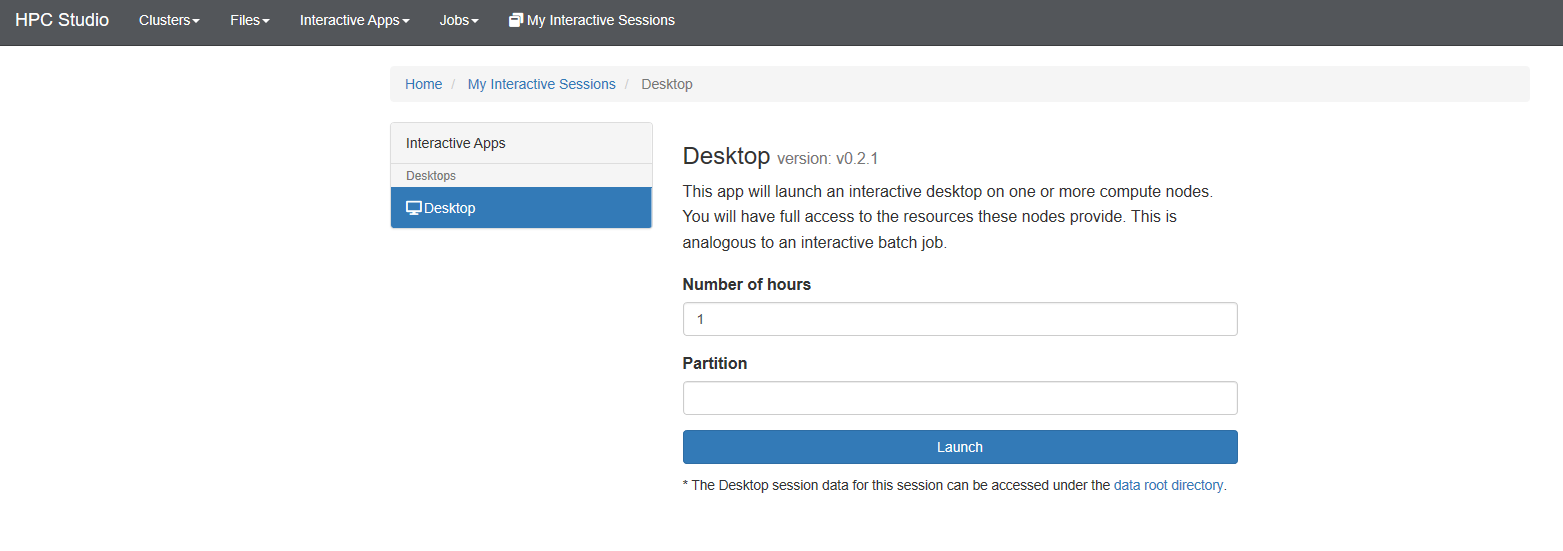 HPC Studio Clusters Files Interactive Apps Jobs My Interactive Sessions
Home / My Interactive Sessions / Desktop
Interactive Apps
Desktops
Desktop
Desktop version: v0.2.1
This app will launch an interactive desktop on one or more compute nodes.
You will have full access to the resources these nodes provide. This is
analogous to an interactive batch job.
Number of hours
1
Partition
Launch
* The Desktop session data for this session can be accessed under the data root directory.